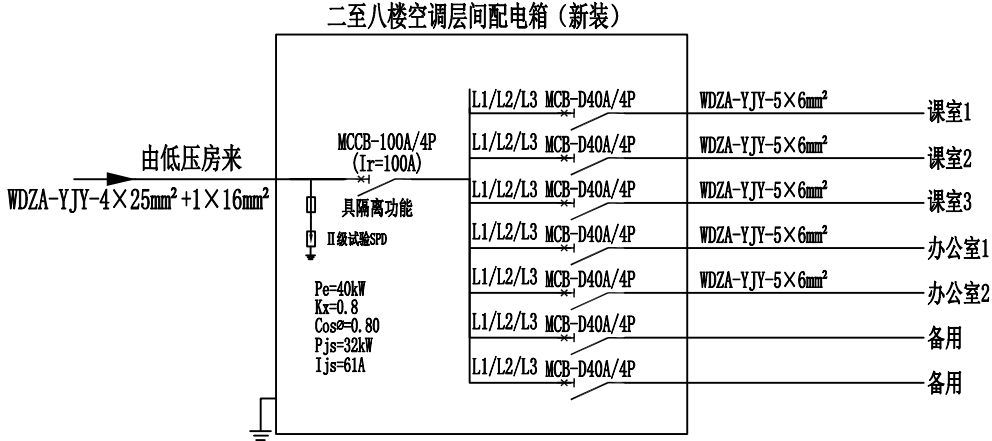 二至八楼空调层间配电箱（新装）
由低压房来
WDZA-YJY-4×25mm²+1×16mm²
MCCB-100A/4P
(Ir=100A)
具隔离功能
II级试验SPD
Pe=40kW
Kx=0.8
Cosø=0.80
Pjs=32kW
Ijs=61A
L1/L2/L3 MCB-D40A/4P WDZA-YJY-5×6mm² 课室1
L1/L2/L3 MCB-D40A/4P WDZA-YJY-5×6mm² 课室2
L1/L2/L3 MCB-D40A/4P WDZA-YJY-5×6mm² 课室3
L1/L2/L3 MCB-D40A/4P WDZA-YJY-5×6mm² 办公室1
L1/L2/L3 MCB-D40A/4P WDZA-YJY-5×6mm² 办公室2
L1/L2/L3 MCB-D40A/4P 备用
L1/L2/L3 MCB-D40A/4P 备用